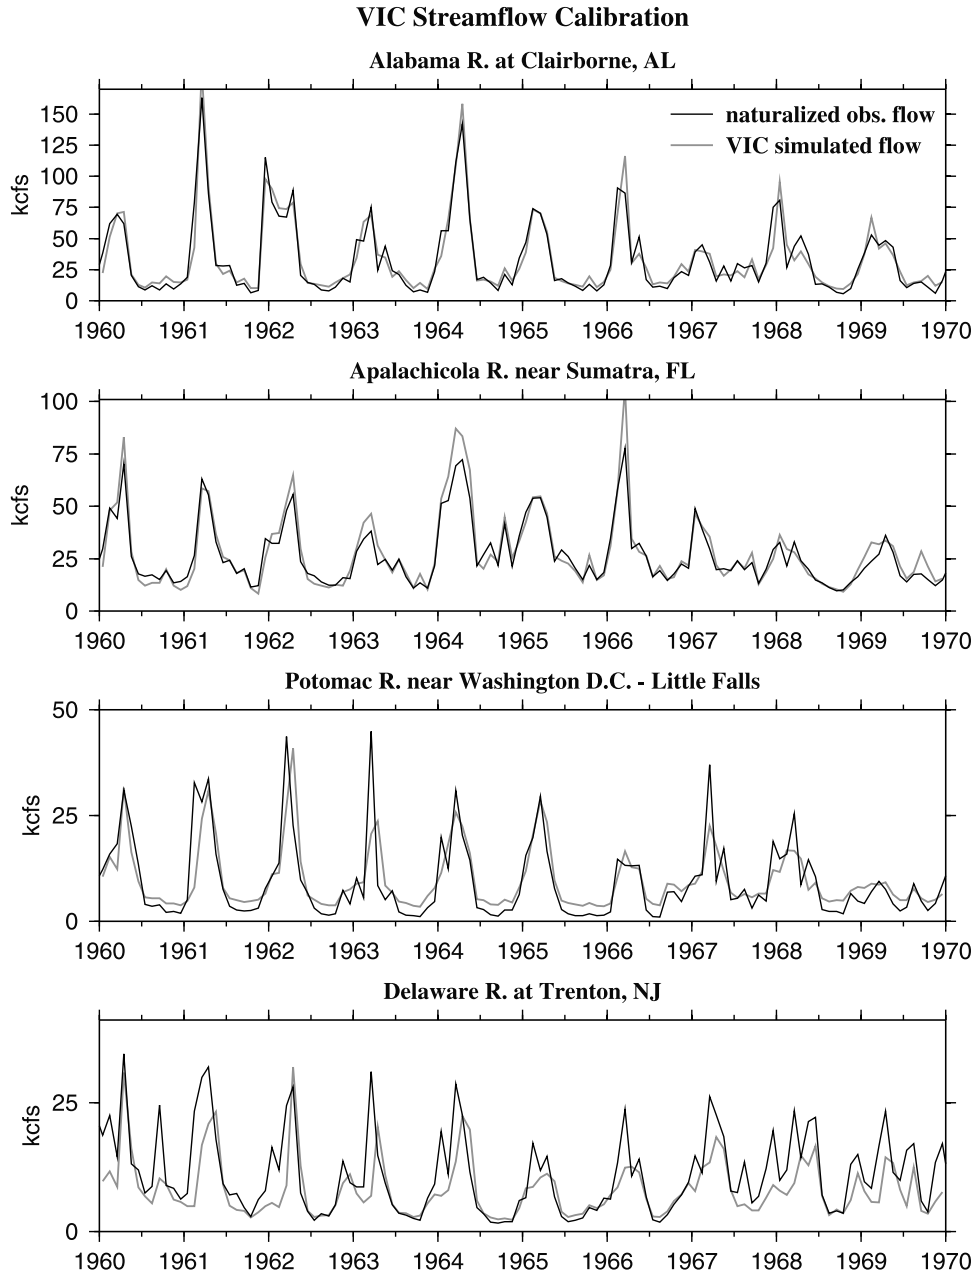 VIC Streamflow Calibration
Alabama R. at Clairborne, AL
naturalized obs. flow
VIC simulated flow
kcfs
150
125
100
75
50
25
0
1960 1961 1962 1963 1964 1965 1966 1967 1968 1969 1970
Apalachicola R. near Sumatra, FL
kcfs
100
75
50
25
0
1960 1961 1962 1963 1964 1965 1966 1967 1968 1969 1970
Potomac R. near Washington D.C. - Little Falls
kcfs
50
25
0
1960 1961 1962 1963 1964 1965 1966 1967 1968 1969 1970
Delaware R. at Trenton, NJ
kcfs
25
0
1960 1961 1962 1963 1964 1965 1966 1967 1968 1969 1970